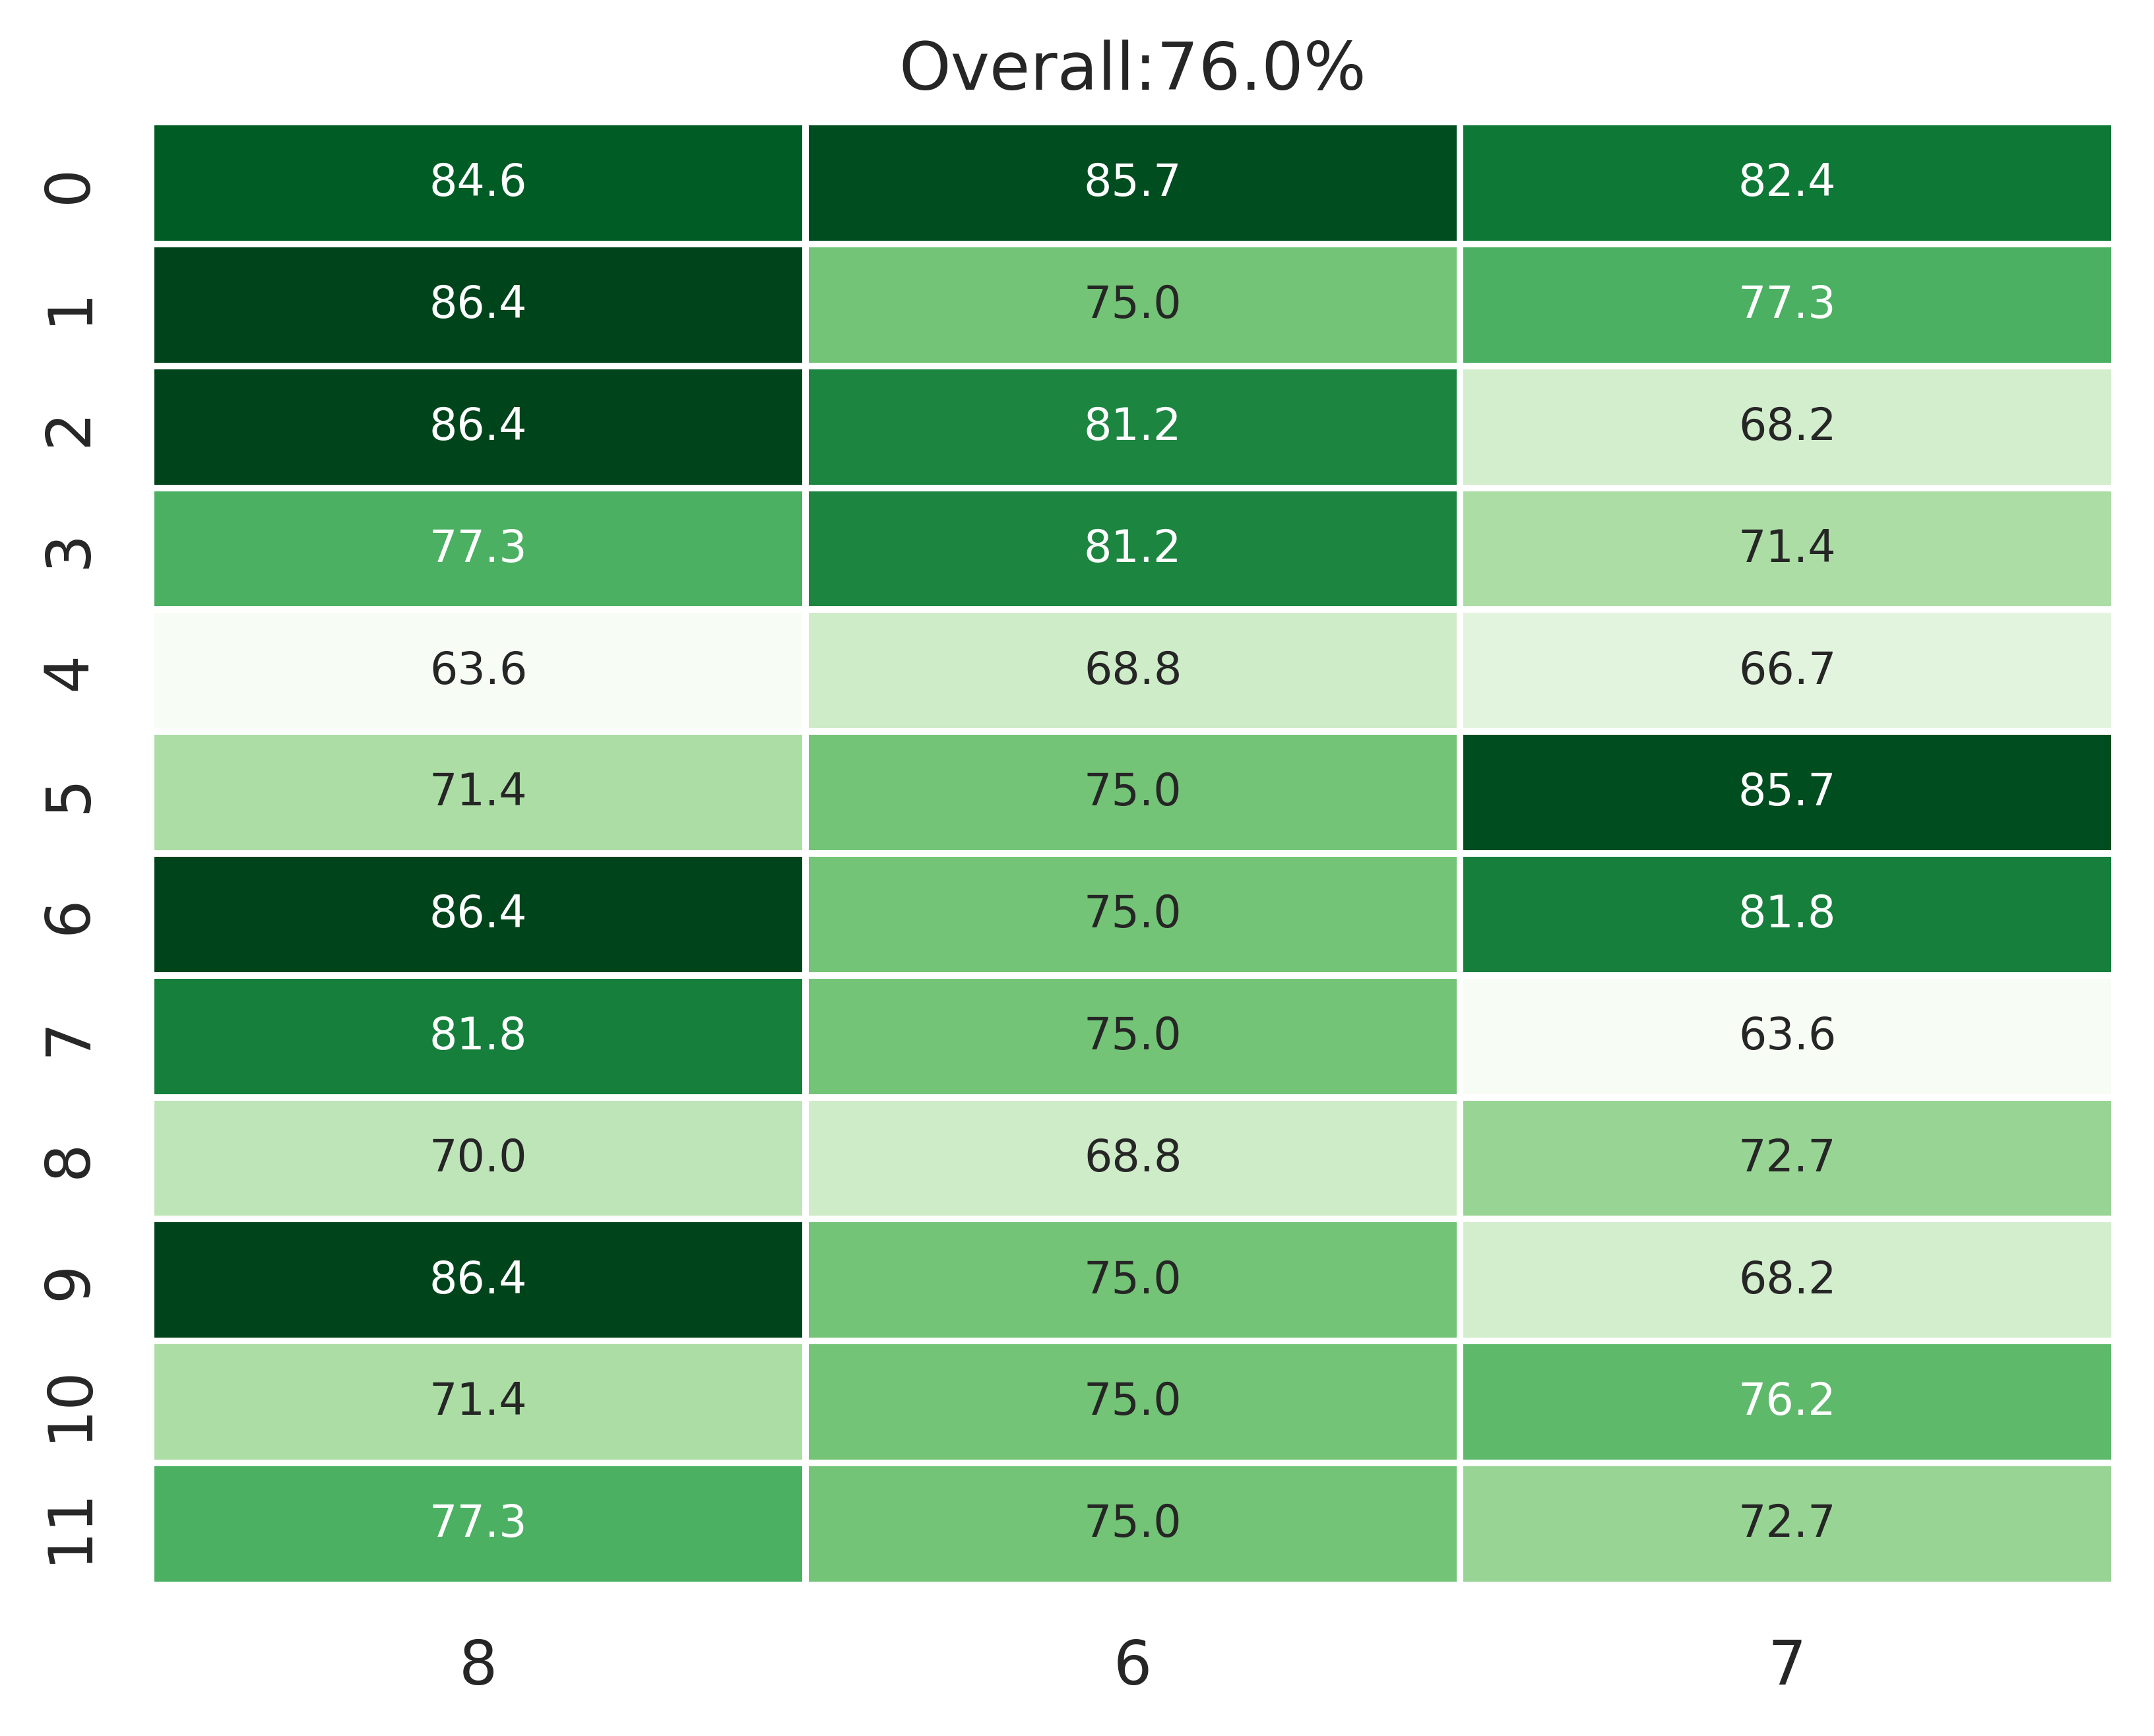 Overall:76.0%
0 84.6 85.7 82.4
1 86.4 75.0 77.3
2 86.4 81.2 68.2
3 77.3 81.2 71.4
4 63.6 68.8 66.7
5 71.4 75.0 85.7
6 86.4 75.0 81.8
7 81.8 75.0 63.6
8 70.0 68.8 72.7
9 86.4 75.0 68.2
10 71.4 75.0 76.2
11 77.3 75.0 72.7
8 6 7